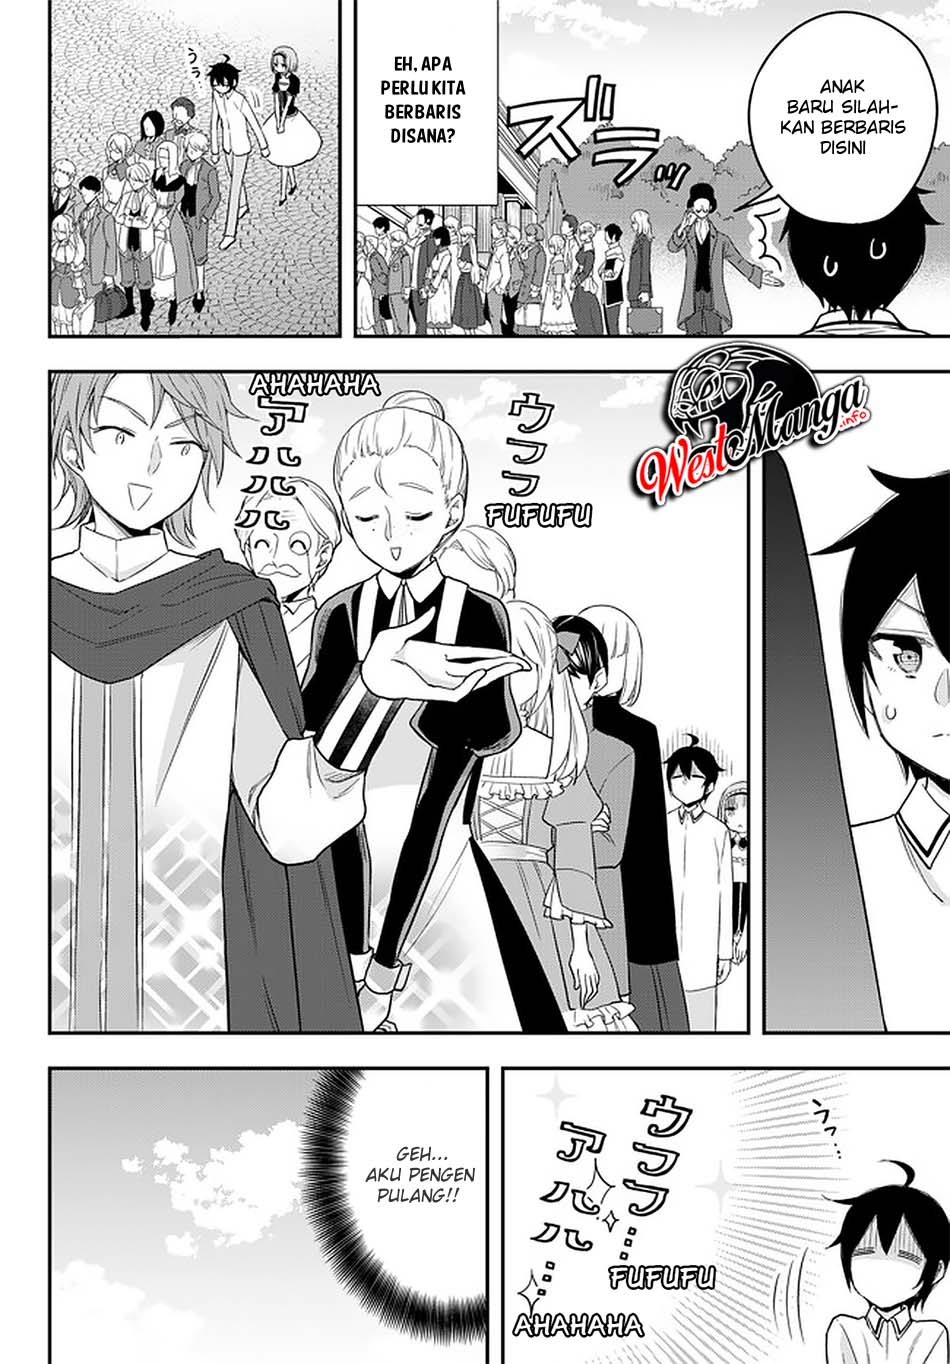 ANAK
BARU SILAH-
KAN BERBARIS
DISINI
ズラ
EH, APA
PERLU KITA
BERBARIS
DISANA?
うっ
WestManga
.info
ウフフ
FUFUFU
AHAHAHA
アハハハ
うっ…
ウフフ…
FUFUFU
アハハ…
AHAHAHA
GEH...
AKU PENGEN
PULANG!!